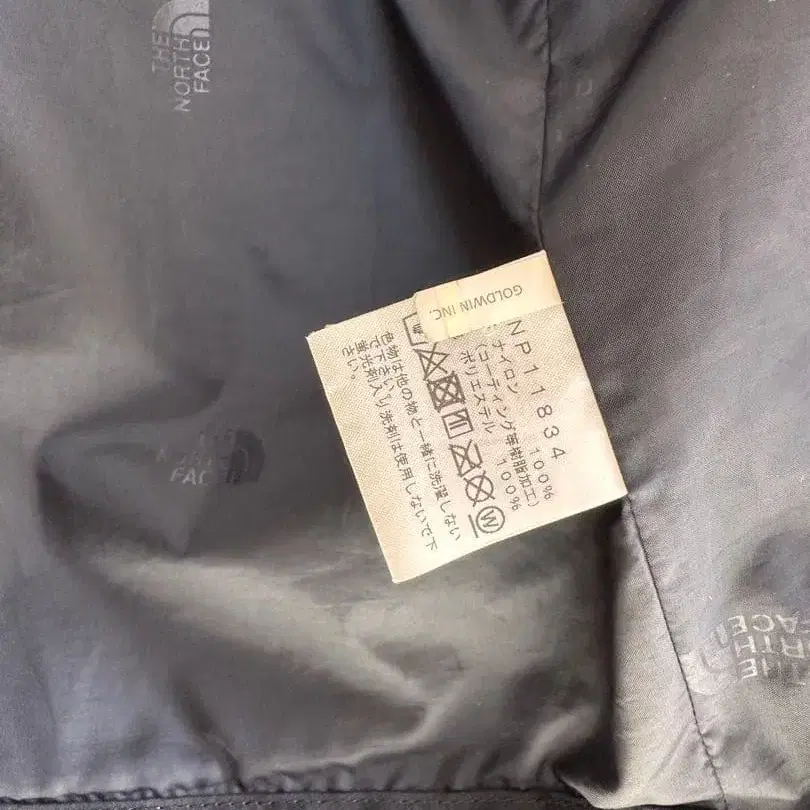 THE
NORTH
FACE
GOLDWIN INC.
NP11834
ナイロン 100%
(コーティング等樹脂加工)
ポリエステル 100%
W
色物は他の物と一緒に洗濯しない
で下さい。
蛍光剤入り洗剤は使用しないで下
さい。
NORTH
FACE
THE
NORTH
FACE